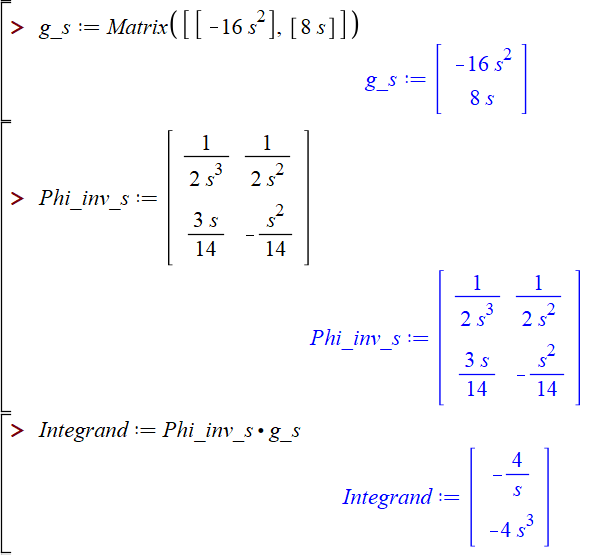 > g_s := Matrix([[-16 s^2], [8 s]])
g_s := [[-16 s^2], [8 s]]
> Phi_inv_s := [[1/(2 s^3), 1/(2 s^2)], [3 s/14, -s^2/14]]
Phi_inv_s := [[1/(2 s^3), 1/(2 s^2)], [3 s/14, -s^2/14]]
> Integrand := Phi_inv_s • g_s
Integrand := [[-4/s], [-4 s^3]]